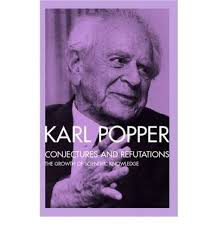 KARL POPPER
CONJECTURES AND REFUTATIONS
THE GROWTH OF SCIENTIFIC KNOWLEDGE